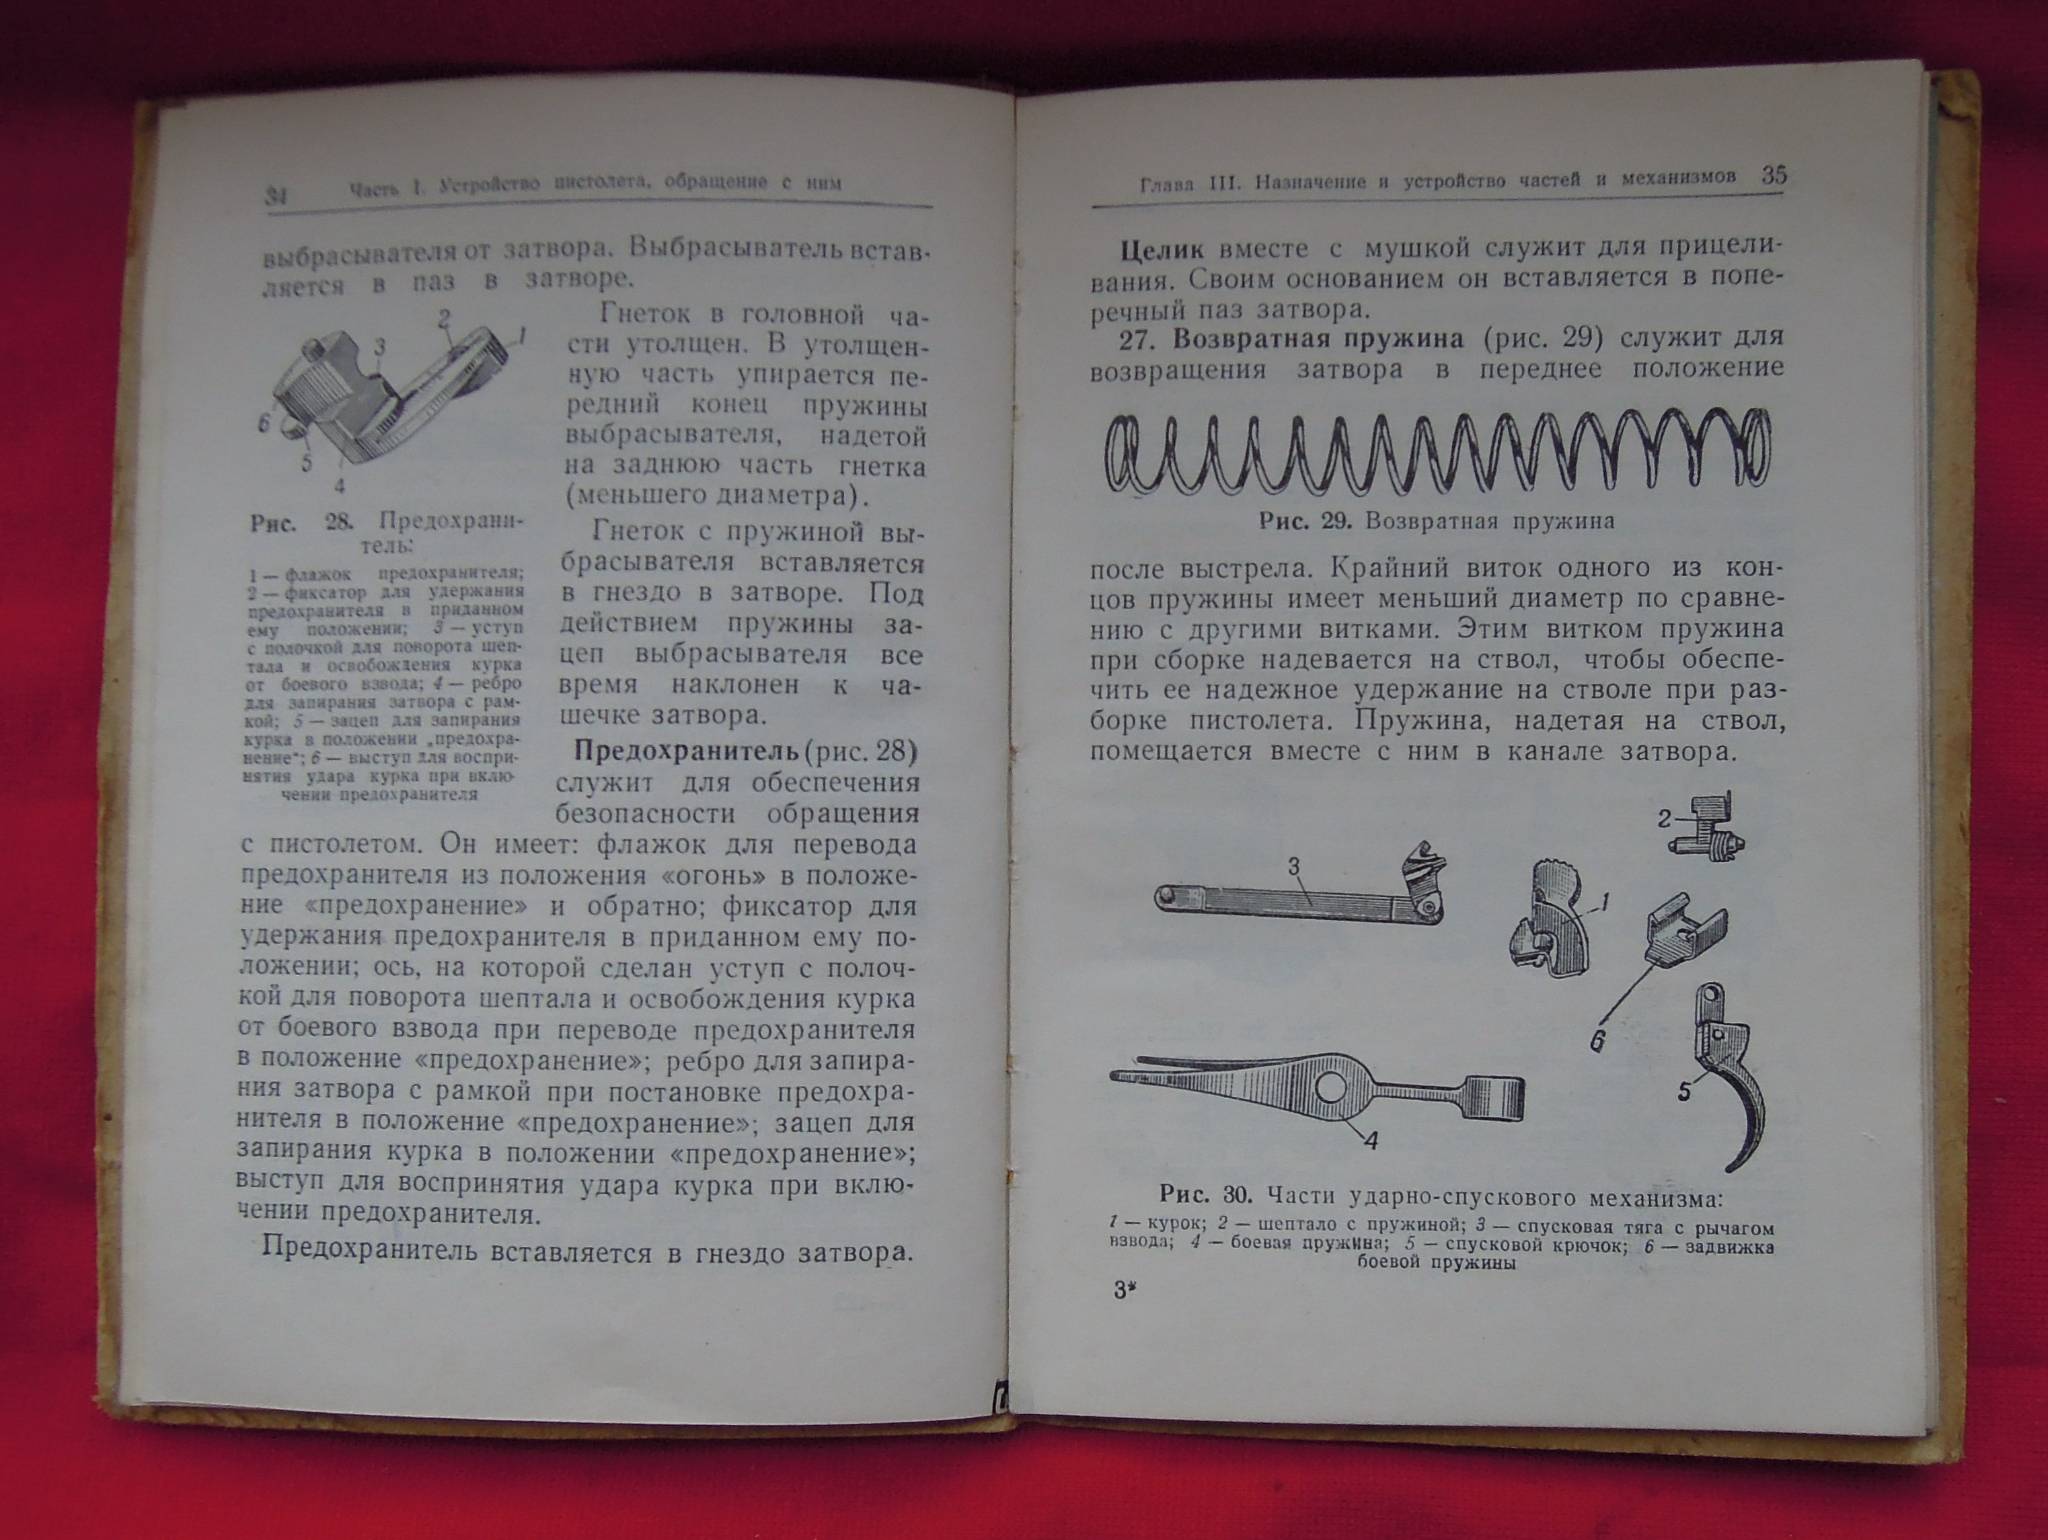 34 Часть I. Устройство пистолета, обращение с ним
выбрасывателя от затвора. Выбрасыватель встав-
ляется в паз в затворе.
2
1
3
6
5
4
Рис. 28. Предохрани-
тель:
1 — флажок предохранителя;
2 — фиксатор для удержания
предохранителя в приданном
ему положении; 3 — уступ
с полочкой для поворота шеп-
тала и освобождения курка
от боевого взвода; 4 — ребро
для запирания затвора с рам-
кой; 5 — зацеп для запирания
курка в положении „предохра-
нение“; 6 — выступ для воспри-
нятия удара курка при вклю-
чении предохранителя
Гнеток в головной ча-
сти утолщен. В утолщен-
ную часть упирается пе-
редний конец пружины
выбрасывателя, надетой
на заднюю часть гнетка
(меньшего диаметра).
Гнеток с пружиной вы-
брасывателя вставляется
в гнездо в затворе. Под
действием пружины за-
цеп выбрасывателя все
время наклонен к ча-
шечке затвора.
Предохранитель (рис. 28)
служит для обеспечения
безопасности обращения
с пистолетом. Он имеет: флажок для перевода
предохранителя из положения «огонь» в положе-
ние «предохранение» и обратно; фиксатор для
удержания предохранителя в приданном ему по-
ложении; ось, на которой сделан уступ с полоч-
кой для поворота шептала и освобождения курка
от боевого взвода при переводе предохранителя
в положение «предохранение»; ребро для запира-
ния затвора с рамкой при постановке предохра-
нителя в положение «предохранение»; зацеп для
запирания курка в положении «предохранение»;
выступ для воспринятия удара курка при вклю-
чении предохранителя.
Предохранитель вставляется в гнездо затвора.
Глава III. Назначение и устройство частей и механизмов 35
Целик вместе с мушкой служит для прицели-
вания. Своим основанием он вставляется в попе-
речный паз затвора.
27. Возвратная пружина (рис. 29) служит для
возвращения затвора в переднее положение
Рис. 29. Возвратная пружина
после выстрела. Крайний виток одного из кон-
цов пружины имеет меньший диаметр по сравне-
нию с другими витками. Этим витком пружина
при сборке надевается на ствол, чтобы обеспе-
чить ее надежное удержание на стволе при раз-
борке пистолета. Пружина, надетая на ствол,
помещается вместе с ним в канале затвора.
2
3
1
6
5
4
Рис. 30. Части ударно-спускового механизма:
1 — курок; 2 — шептало с пружиной; 3 — спусковая тяга с рычагом
взвода; 4 — боевая пружина; 5 — спусковой крючок; 6 — задвижка
боевой пружины
3*